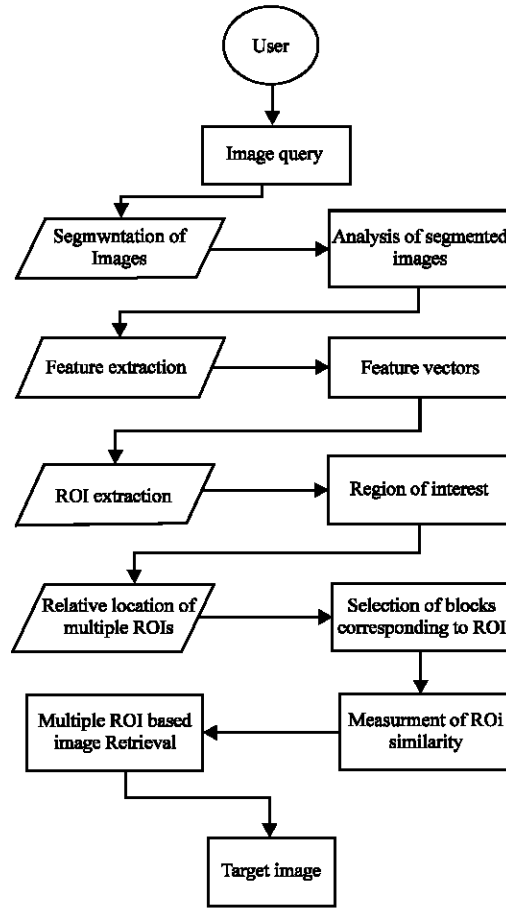 User
Image query
Segmwntation of
Images
Analysis of segmented
images
Feature extraction
Feature vectors
ROI extraction
Region of interest
Relative location of
multiple ROIs
Selection of blocks
corresponding to ROI
Measurment of ROi
similarity
Multiple ROI based
image Retrieval
Target image